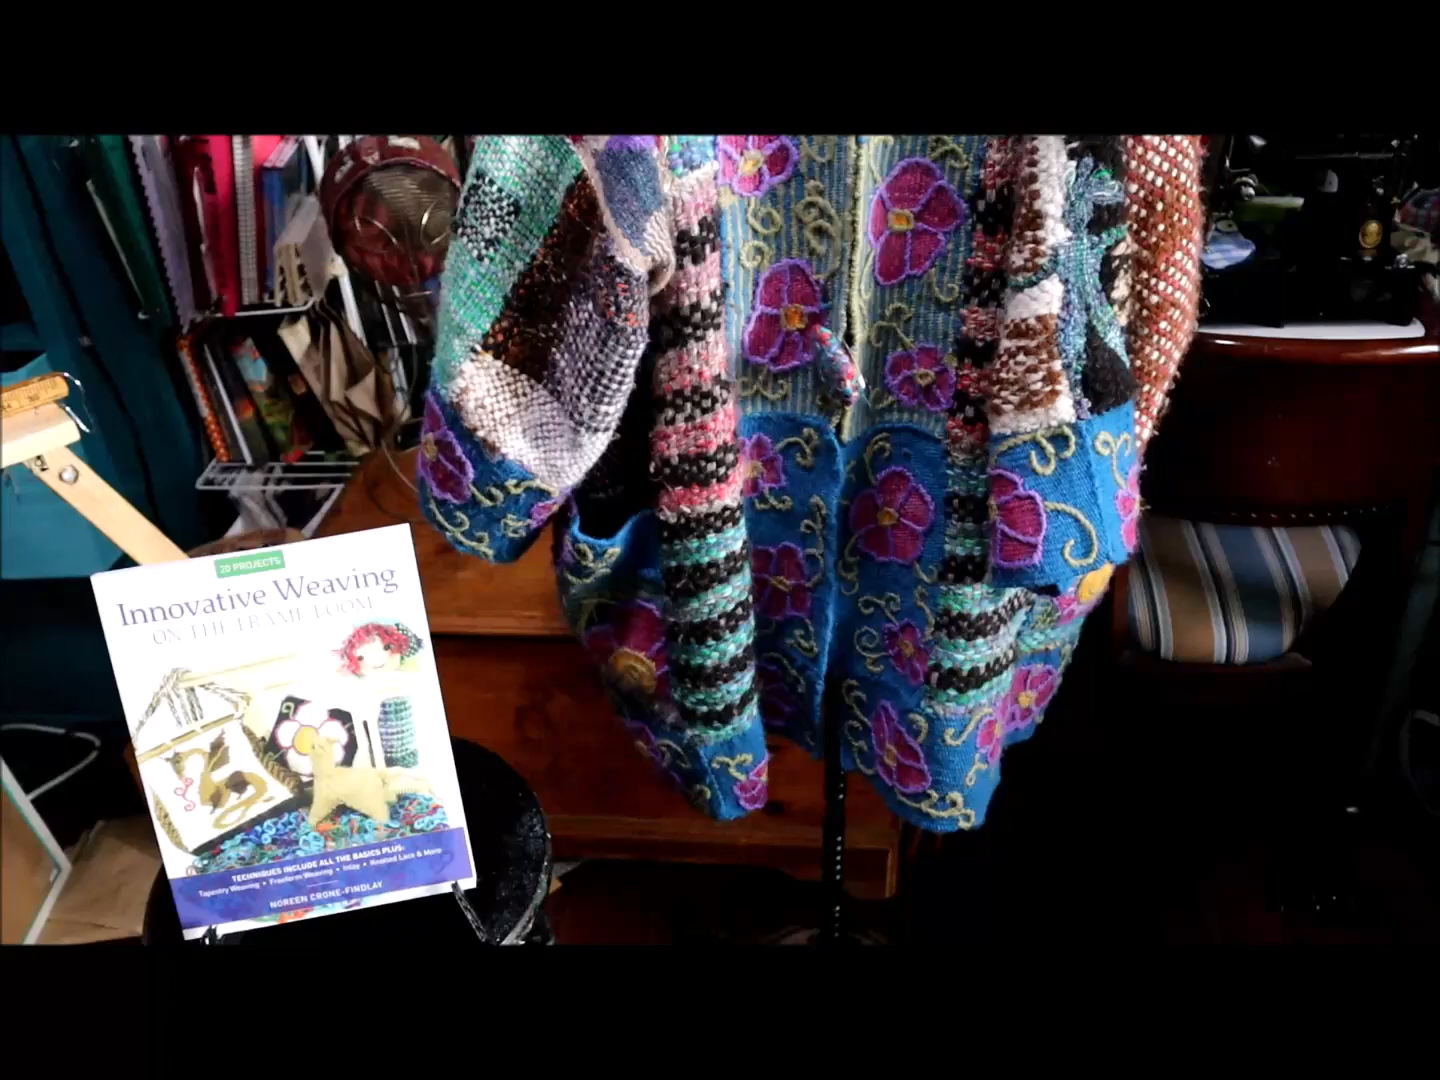 20 PROJECTS
Innovative Weaving
ON THE FRAME LOOM
TECHNIQUES INCLUDE ALL THE BASICS PLUS:
Tapestry Weaving • Freeform Weaving • Inlay • Knotted Lace & More
NOREEN CRONE-FINDLAY